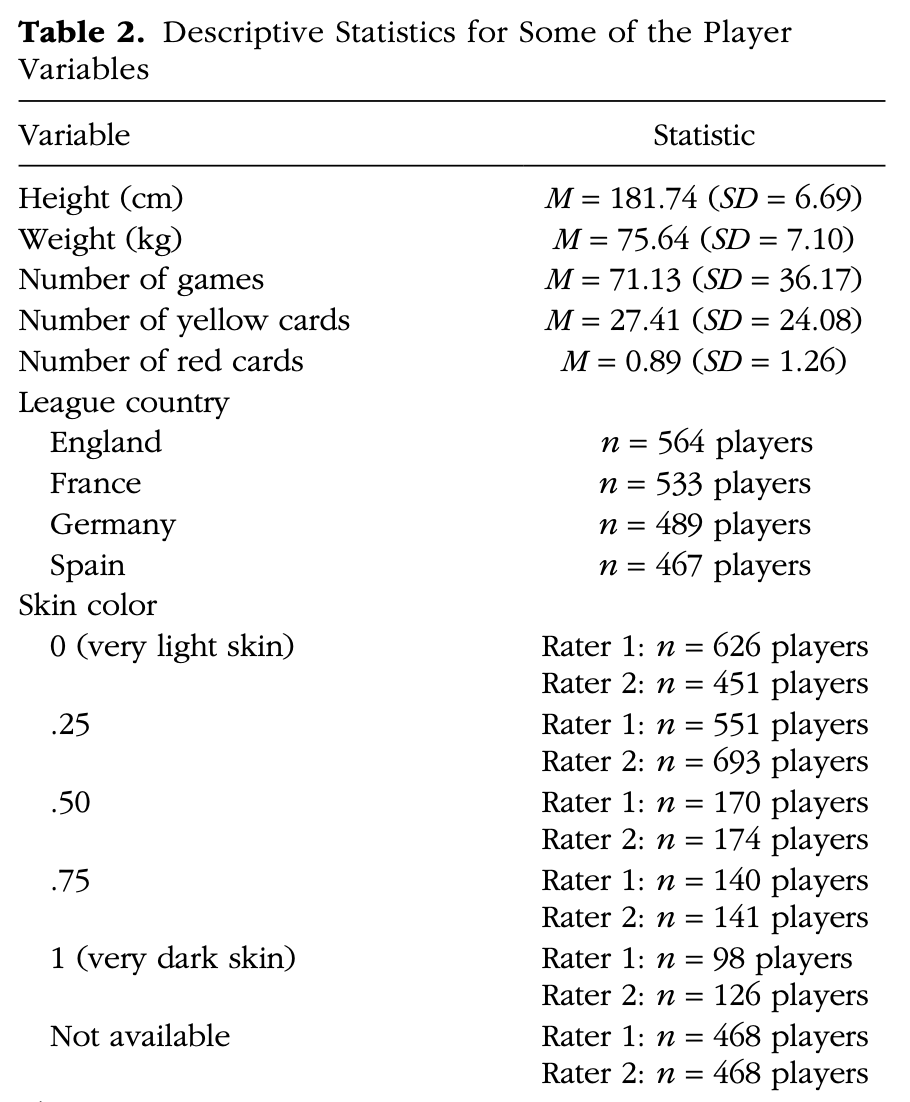 Table 2. Descriptive Statistics for Some of the Player
Variables
Variable Statistic
Height (cm) M = 181.74 (SD = 6.69)
Weight (kg) M = 75.64 (SD = 7.10)
Number of games M = 71.13 (SD = 36.17)
Number of yellow cards M = 27.41 (SD = 24.08)
Number of red cards M = 0.89 (SD = 1.26)
League country
England n = 564 players
France n = 533 players
Germany n = 489 players
Spain n = 467 players
Skin color
0 (very light skin) Rater 1: n = 626 players
Rater 2: n = 451 players
.25 Rater 1: n = 551 players
Rater 2: n = 693 players
.50 Rater 1: n = 170 players
Rater 2: n = 174 players
.75 Rater 1: n = 140 players
Rater 2: n = 141 players
1 (very dark skin) Rater 1: n = 98 players
Rater 2: n = 126 players
Not available Rater 1: n = 468 players
Rater 2: n = 468 players